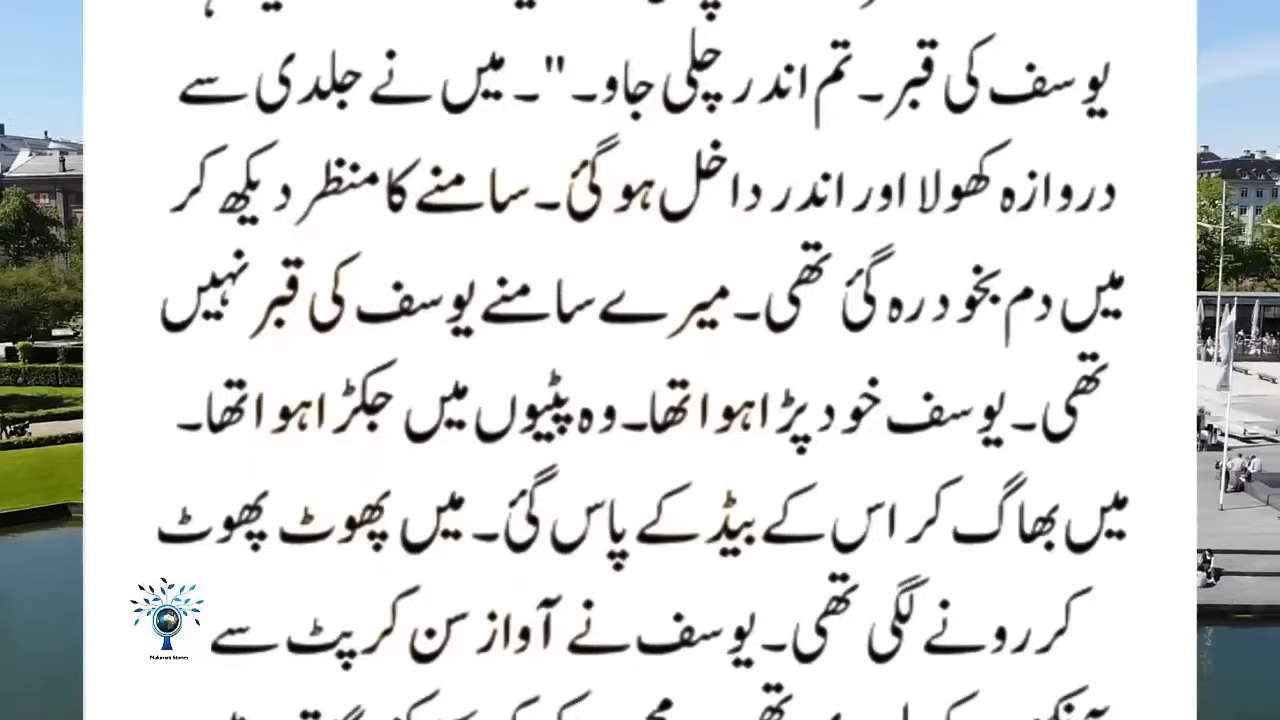 یوسف کی قبر۔ تم اندر چلی جاو۔"۔ میں نے جلدی سے
دروازہ کھولا اور اندر داخل ہو گئی۔ سامنے کا منظر دیکھ کر
میں دم بخود رہ گئی تھی۔ میرے سامنے یوسف کی قبر نہیں
تھی۔ یوسف خود پڑا ہوا تھا۔ وہ پٹیوں میں جکڑا ہوا تھا۔
میں بھاگ کر اس کے بیڈ کے پاس گئی۔ میں پھوٹ پھوٹ
کر رونے لگی تھی۔ یوسف نے آواز سن کر پٹ سے